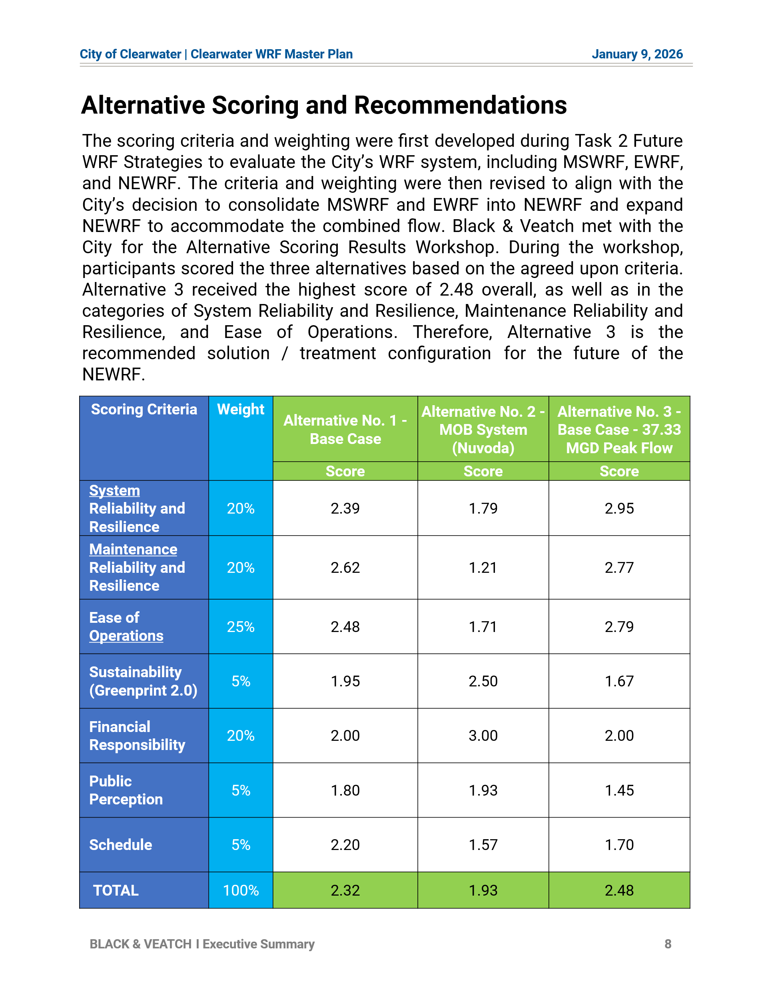 City of Clearwater | Clearwater WRF Master Plan January 9, 2026
Alternative Scoring and Recommendations
The scoring criteria and weighting were first developed during Task 2 Future
WRF Strategies to evaluate the City’s WRF system, including MSWRF, EWRF,
and NEWRF. The criteria and weighting were then revised to align with the
City’s decision to consolidate MSWRF and EWRF into NEWRF and expand
NEWRF to accommodate the combined flow. Black & Veatch met with the
City for the Alternative Scoring Results Workshop. During the workshop,
participants scored the three alternatives based on the agreed upon criteria.
Alternative 3 received the highest score of 2.48 overall, as well as in the
categories of System Reliability and Resilience, Maintenance Reliability and
Resilience, and Ease of Operations. Therefore, Alternative 3 is the
recommended solution / treatment configuration for the future of the
NEWRF.
Scoring Criteria
Weight
Alternative No. 1 -
Base Case
Alternative No. 2 -
MOB System
(Nuvoda)
Alternative No. 3 -
Base Case - 37.33
MGD Peak Flow
Score Score Score
System
Reliability and
Resilience
20% 2.39 1.79 2.95
Maintenance
Reliability and
Resilience
20% 2.62 1.21 2.77
Ease of
Operations
25% 2.48 1.71 2.79
Sustainability
(Greenprint 2.0)
5% 1.95 2.50 1.67
Financial
Responsibility
20% 2.00 3.00 2.00
Public
Perception
5% 1.80 1.93 1.45
Schedule 5% 2.20 1.57 1.70
TOTAL 100% 2.32 1.93 2.48
BLACK & VEATCH I Executive Summary 8